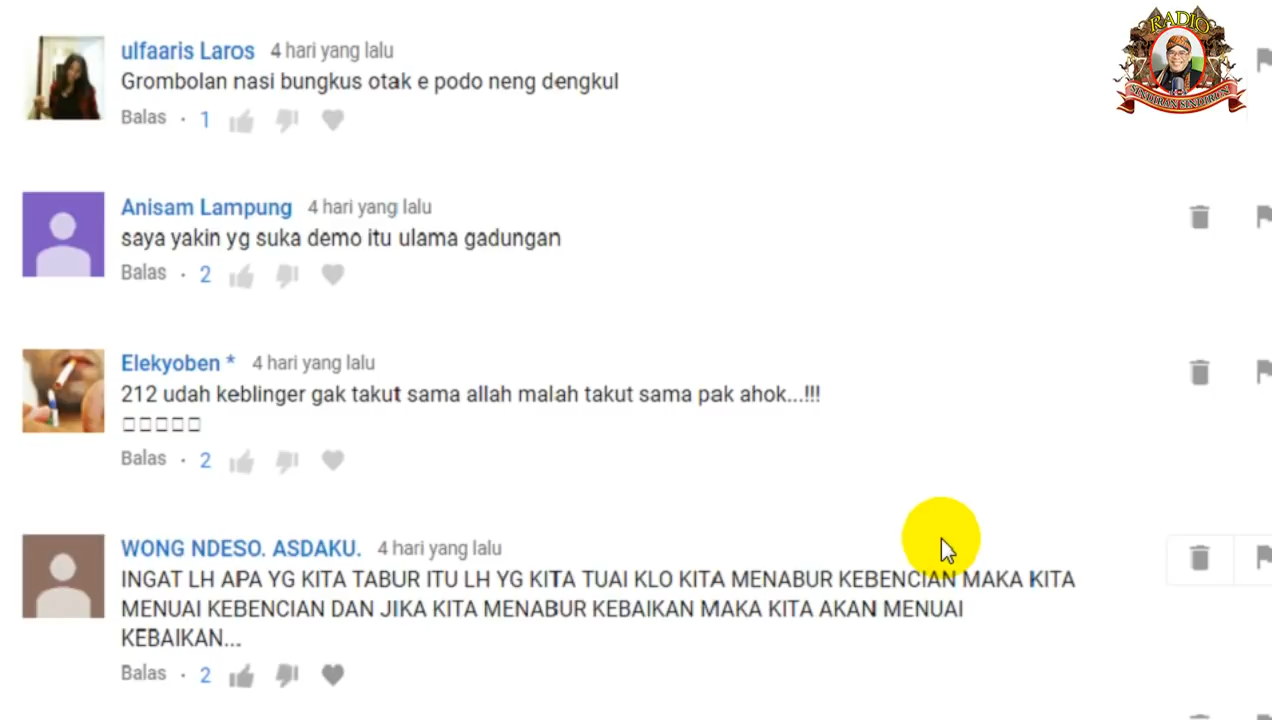 RADIO
SINDIRAN SINDIRUN
ulfaaris Laros 4 hari yang lalu
Grombolan nasi bungkus otak e podo neng dengkul
Balas · 1
Anisam Lampung 4 hari yang lalu
saya yakin yg suka demo itu ulama gadungan
Balas · 2
Elekyoben * 4 hari yang lalu
212 udah keblinger gak takut sama allah malah takut sama pak ahok...!!!
□□□□□
Balas · 2
WONG NDESO. ASDAKU. 4 hari yang lalu
INGAT LH APA YG KITA TABUR ITU LH YG KITA TUAI KLO KITA MENABUR KEBENCIAN MAKA KITA
MENUAI KEBENCIAN DAN JIKA KITA MENABUR KEBAIKAN MAKA KITA AKAN MENUAI
KEBAIKAN...
Balas · 2